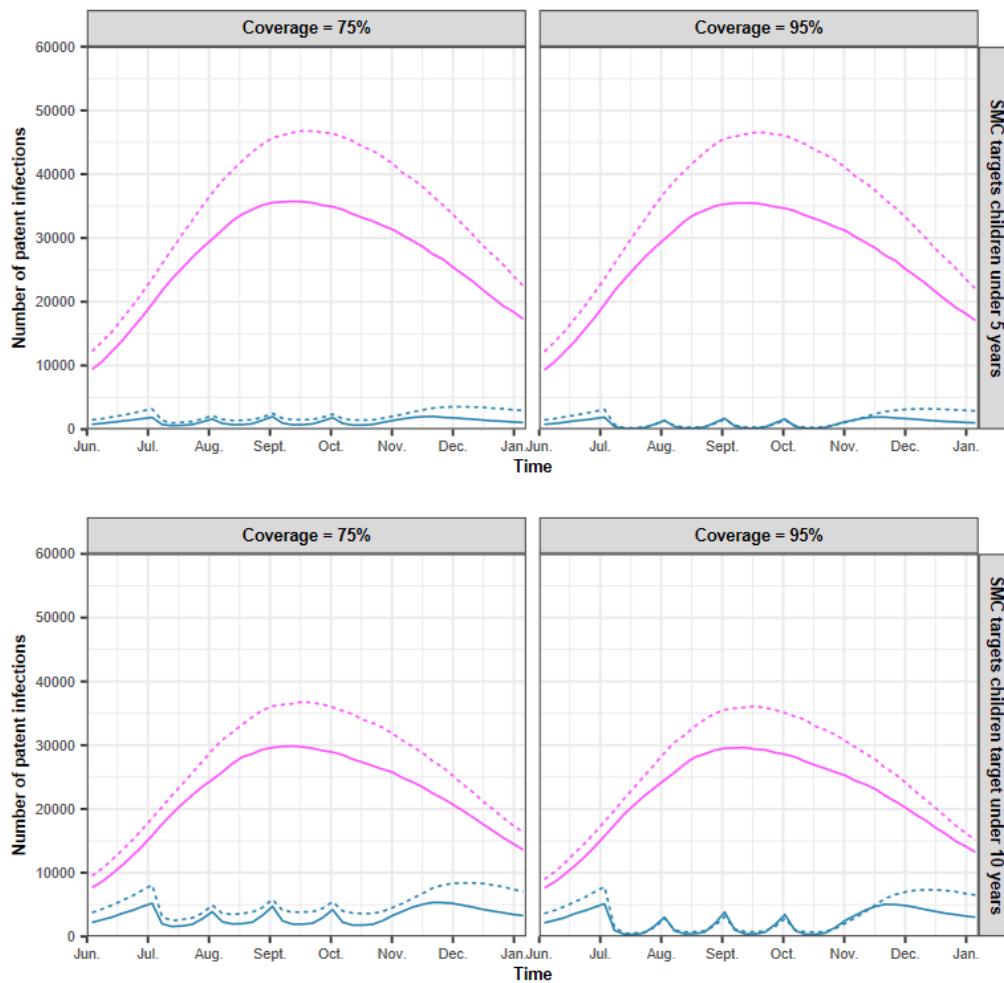 Coverage = 75%
Coverage = 95%
60000
50000
40000
30000
20000
10000
0
Number of patent infections
SMC targets children under 5 years
Jun. Jul. Aug. Sept. Oct. Nov. Dec. Jan.
Jun. Jul. Aug. Sept. Oct. Nov. Dec. Jan.
Time
Time
Coverage = 75%
Coverage = 95%
60000
50000
40000
30000
20000
10000
0
Number of patent infections
SMC targets children target under 10 years
Jun. Jul. Aug. Sept. Oct. Nov. Dec. Jan.
Jun. Jul. Aug. Sept. Oct. Nov. Dec. Jan.
Time
Time